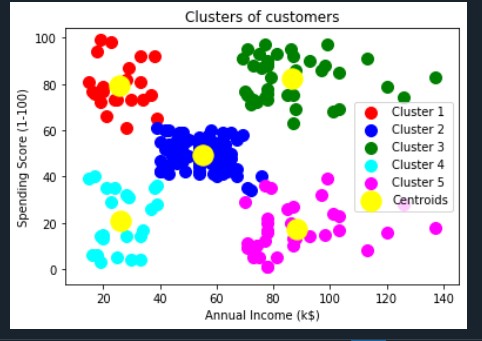 Clusters of customers
100
80
60
40
20
0
Spending Score (1-100)
Cluster 1
Cluster 2
Cluster 3
Cluster 4
Cluster 5
Centroids
20 40 60 80 100 120 140
Annual Income (k$)